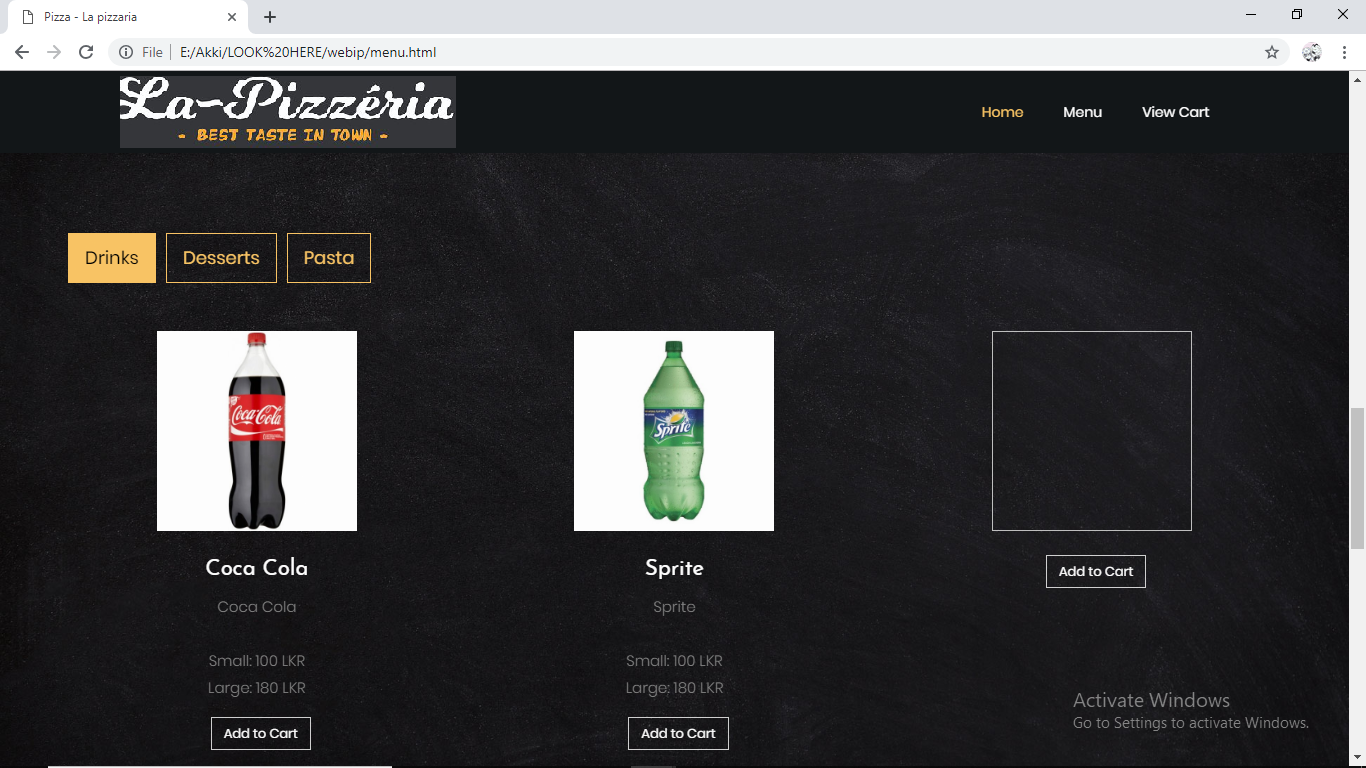 Pizza - La pizzaria
File | E:/Akki/LOOK%20HERE/webip/menu.html
La-Pizzéria
- BEST TASTE IN TOWN -
Home Menu View Cart
Drinks Desserts Pasta
Coca-Cola
Sprite
Coca Cola Sprite
Coca Cola Sprite
Add to Cart
Small: 100 LKR Small: 100 LKR
Large: 180 LKR Large: 180 LKR
Add to Cart Add to Cart
Activate Windows
Go to Settings to activate Windows.